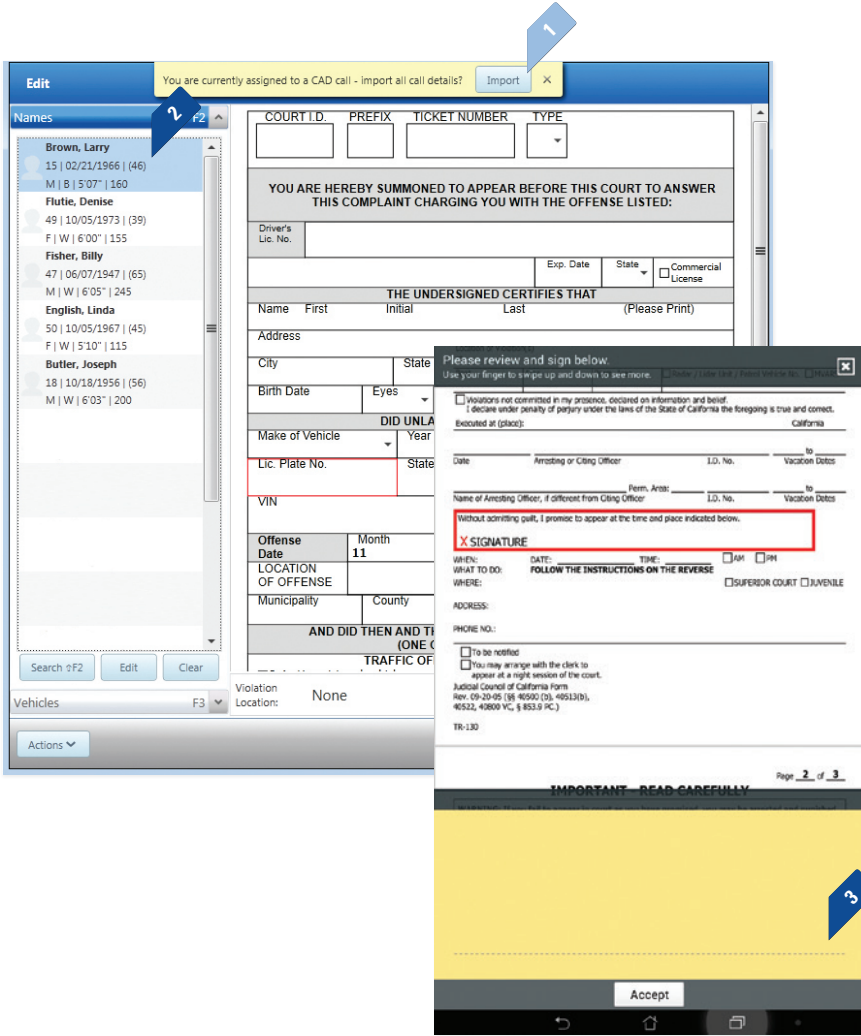 1
You are currently assigned to a CAD call - import all call details? Import ×
Edit
2
Names F2
Brown, Larry
15 | 02/21/1966 | (46)
M | B | 5'07" | 160
Flutie, Denise
49 | 10/05/1973 | (39)
F | W | 6'00" | 155
Fisher, Billy
47 | 06/07/1947 | (65)
M | W | 6'05" | 245
English, Linda
50 | 10/05/1967 | (45)
F | W | 5'10" | 115
Butler, Joseph
18 | 10/18/1956 | (56)
M | W | 6'03" | 200
Search ⇧F2 Edit Clear
Vehicles F3
Actions
COURT I.D. PREFIX TICKET NUMBER TYPE
YOU ARE HEREBY SUMMONED TO APPEAR BEFORE THIS COURT TO ANSWER
THIS COMPLAINT CHARGING YOU WITH THE OFFENSE LISTED:
Driver's
Lic. No.
Exp. Date State Commercial
License
THE UNDERSIGNED CERTIFIES THAT
Name First Initial Last (Please Print)
Address
City State
Birth Date Eyes
DID UNLA
Make of Vehicle Year
Lic. Plate No. State
VIN
Offense Month
Date 11
LOCATION
OF OFFENSE
Municipality County
AND DID THEN AND TH
(ONE
TRAFFIC OF
Violation
Location: None
Please review and sign below.
Use your finger to swipe up and down to see more.
Violations not committed in my presence, declared on information and belief.
I declare under penalty of perjury under the laws of the State of California the foregoing is true and correct.
Executed at (place): California
to
Date Arresting or Citing Officer I.D. No. Vacation Dates
Perm. Area: to
Name of Arresting Officer, if different from Citing Officer I.D. No. Vacation Dates
Without admitting guilt, I promise to appear at the time and place indicated below.
X SIGNATURE
WHEN: DATE: TIME: AM PM
WHAT TO DO: FOLLOW THE INSTRUCTIONS ON THE REVERSE
WHERE: SUPERIOR COURT JUVENILE
ADDRESS:
PHONE NO.:
To be notified
You may arrange with the clerk to
appear at a night session of the court.
Judicial Council of California Form
Rev. 09-20-05 [§§ 40500 (b), 40513(b),
40522, 40800 VC, § 853.9 PC.)
TR-130
Page 2 of 3
IMPORTANT - READ CAREFULLY
3
Accept